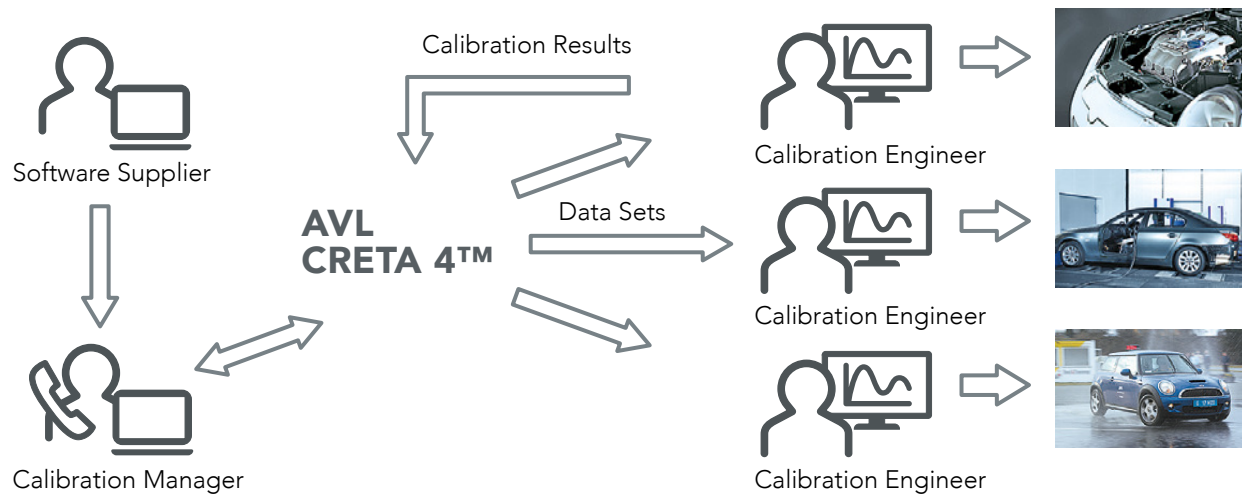 Calibration Results
Software Supplier
Calibration Engineer
AVL
CRETA 4™
Data Sets
Calibration Engineer
Calibration Manager
Calibration Engineer